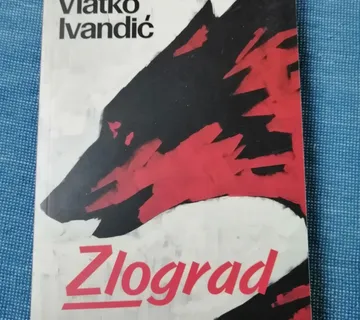 Vlatko
Ivandić
Zlograd